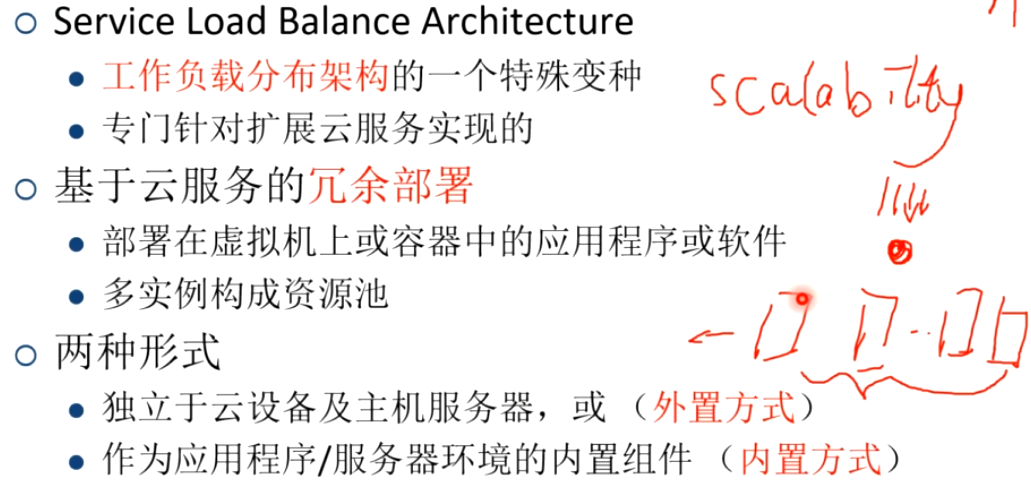 Service Load Balance Architecture
工作负载分布架构的一个特殊变种
专门针对扩展云服务实现的
scalability
基于云服务的冗余部署
部署在虚拟机上或容器中的应用程序或软件
多实例构成资源池
两种形式
独立于云设备及主机服务器，或（外置方式）
作为应用程序/服务器环境的内置组件（内置方式）